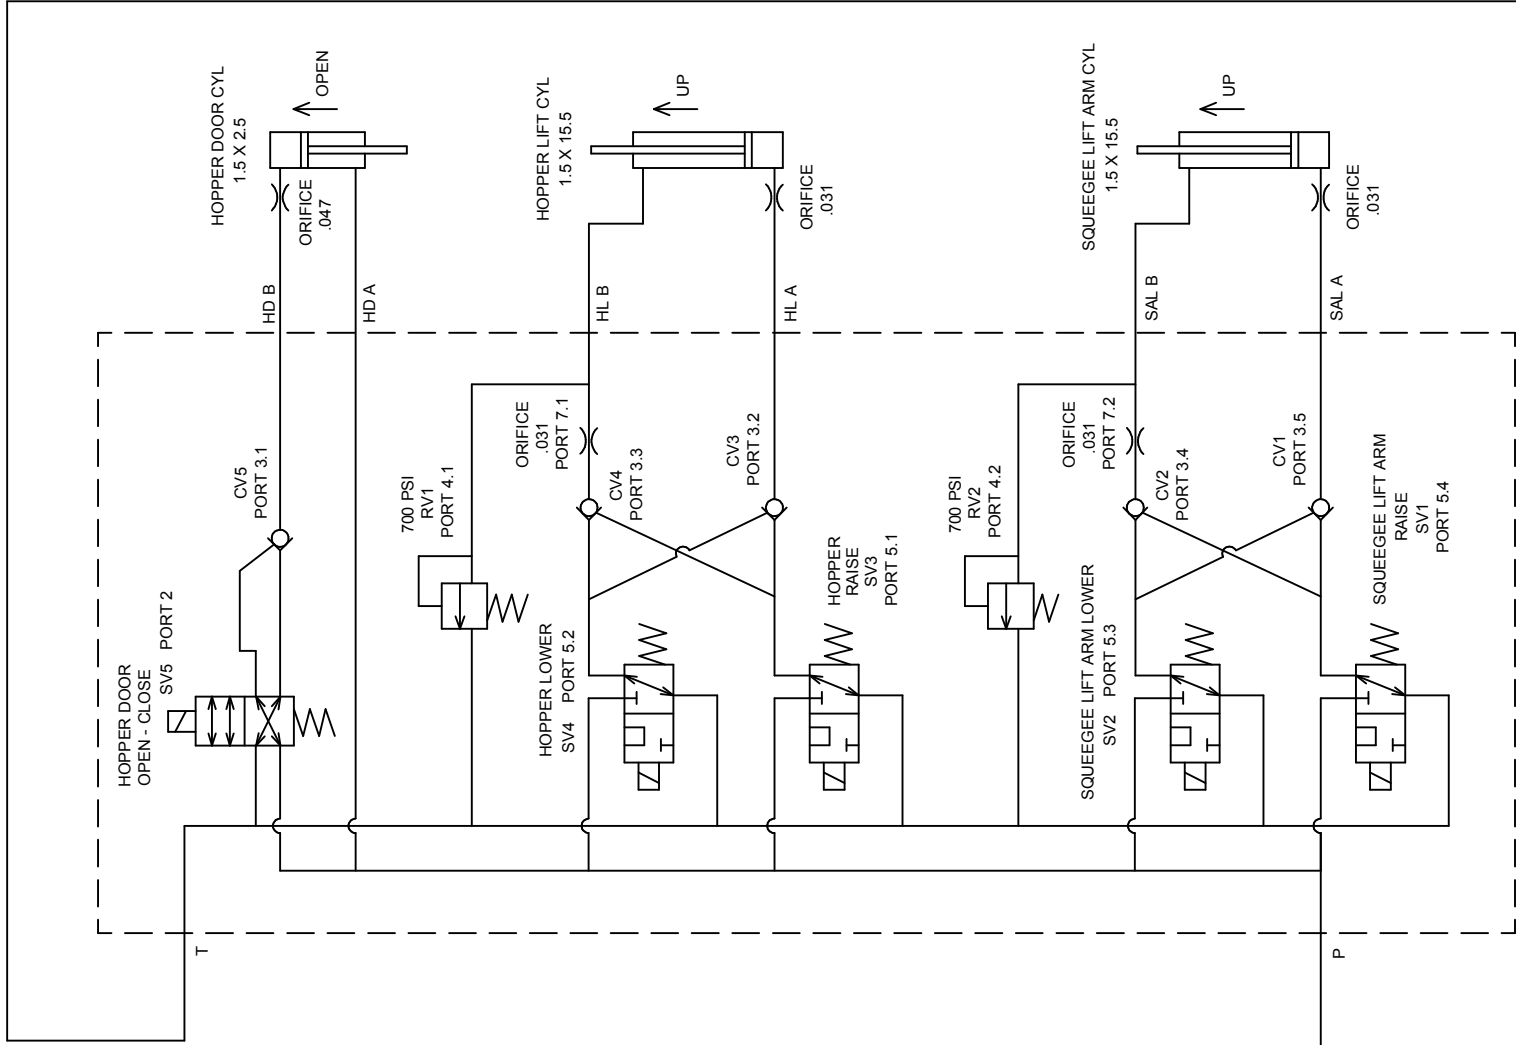 HOPPER DOOR CYL
1.5 X 2.5
OPEN
ORIFICE
.047
HD B
HD A
CV5
PORT 3.1
HOPPER DOOR
OPEN - CLOSE
SV5 PORT 2
HOPPER LIFT CYL
1.5 X 15.5
UP
ORIFICE
.031
HL B
HL A
700 PSI
RV1
PORT 4.1
ORIFICE
.031
PORT 7.1
CV4
PORT 3.3
CV3
PORT 3.2
HOPPER LOWER
SV4 PORT 5.2
HOPPER
RAISE
SV3
PORT 5.1
SQUEEGEE LIFT ARM CYL
1.5 X 15.5
UP
ORIFICE
.031
SAL B
SAL A
700 PSI
RV2
PORT 4.2
ORIFICE
.031
PORT 7.2
CV2
PORT 3.4
CV1
PORT 3.5
SQUEEGEE LIFT ARM LOWER
SV2 PORT 5.3
SQUEEGEE LIFT ARM
RAISE
SV1
PORT 5.4
T
P